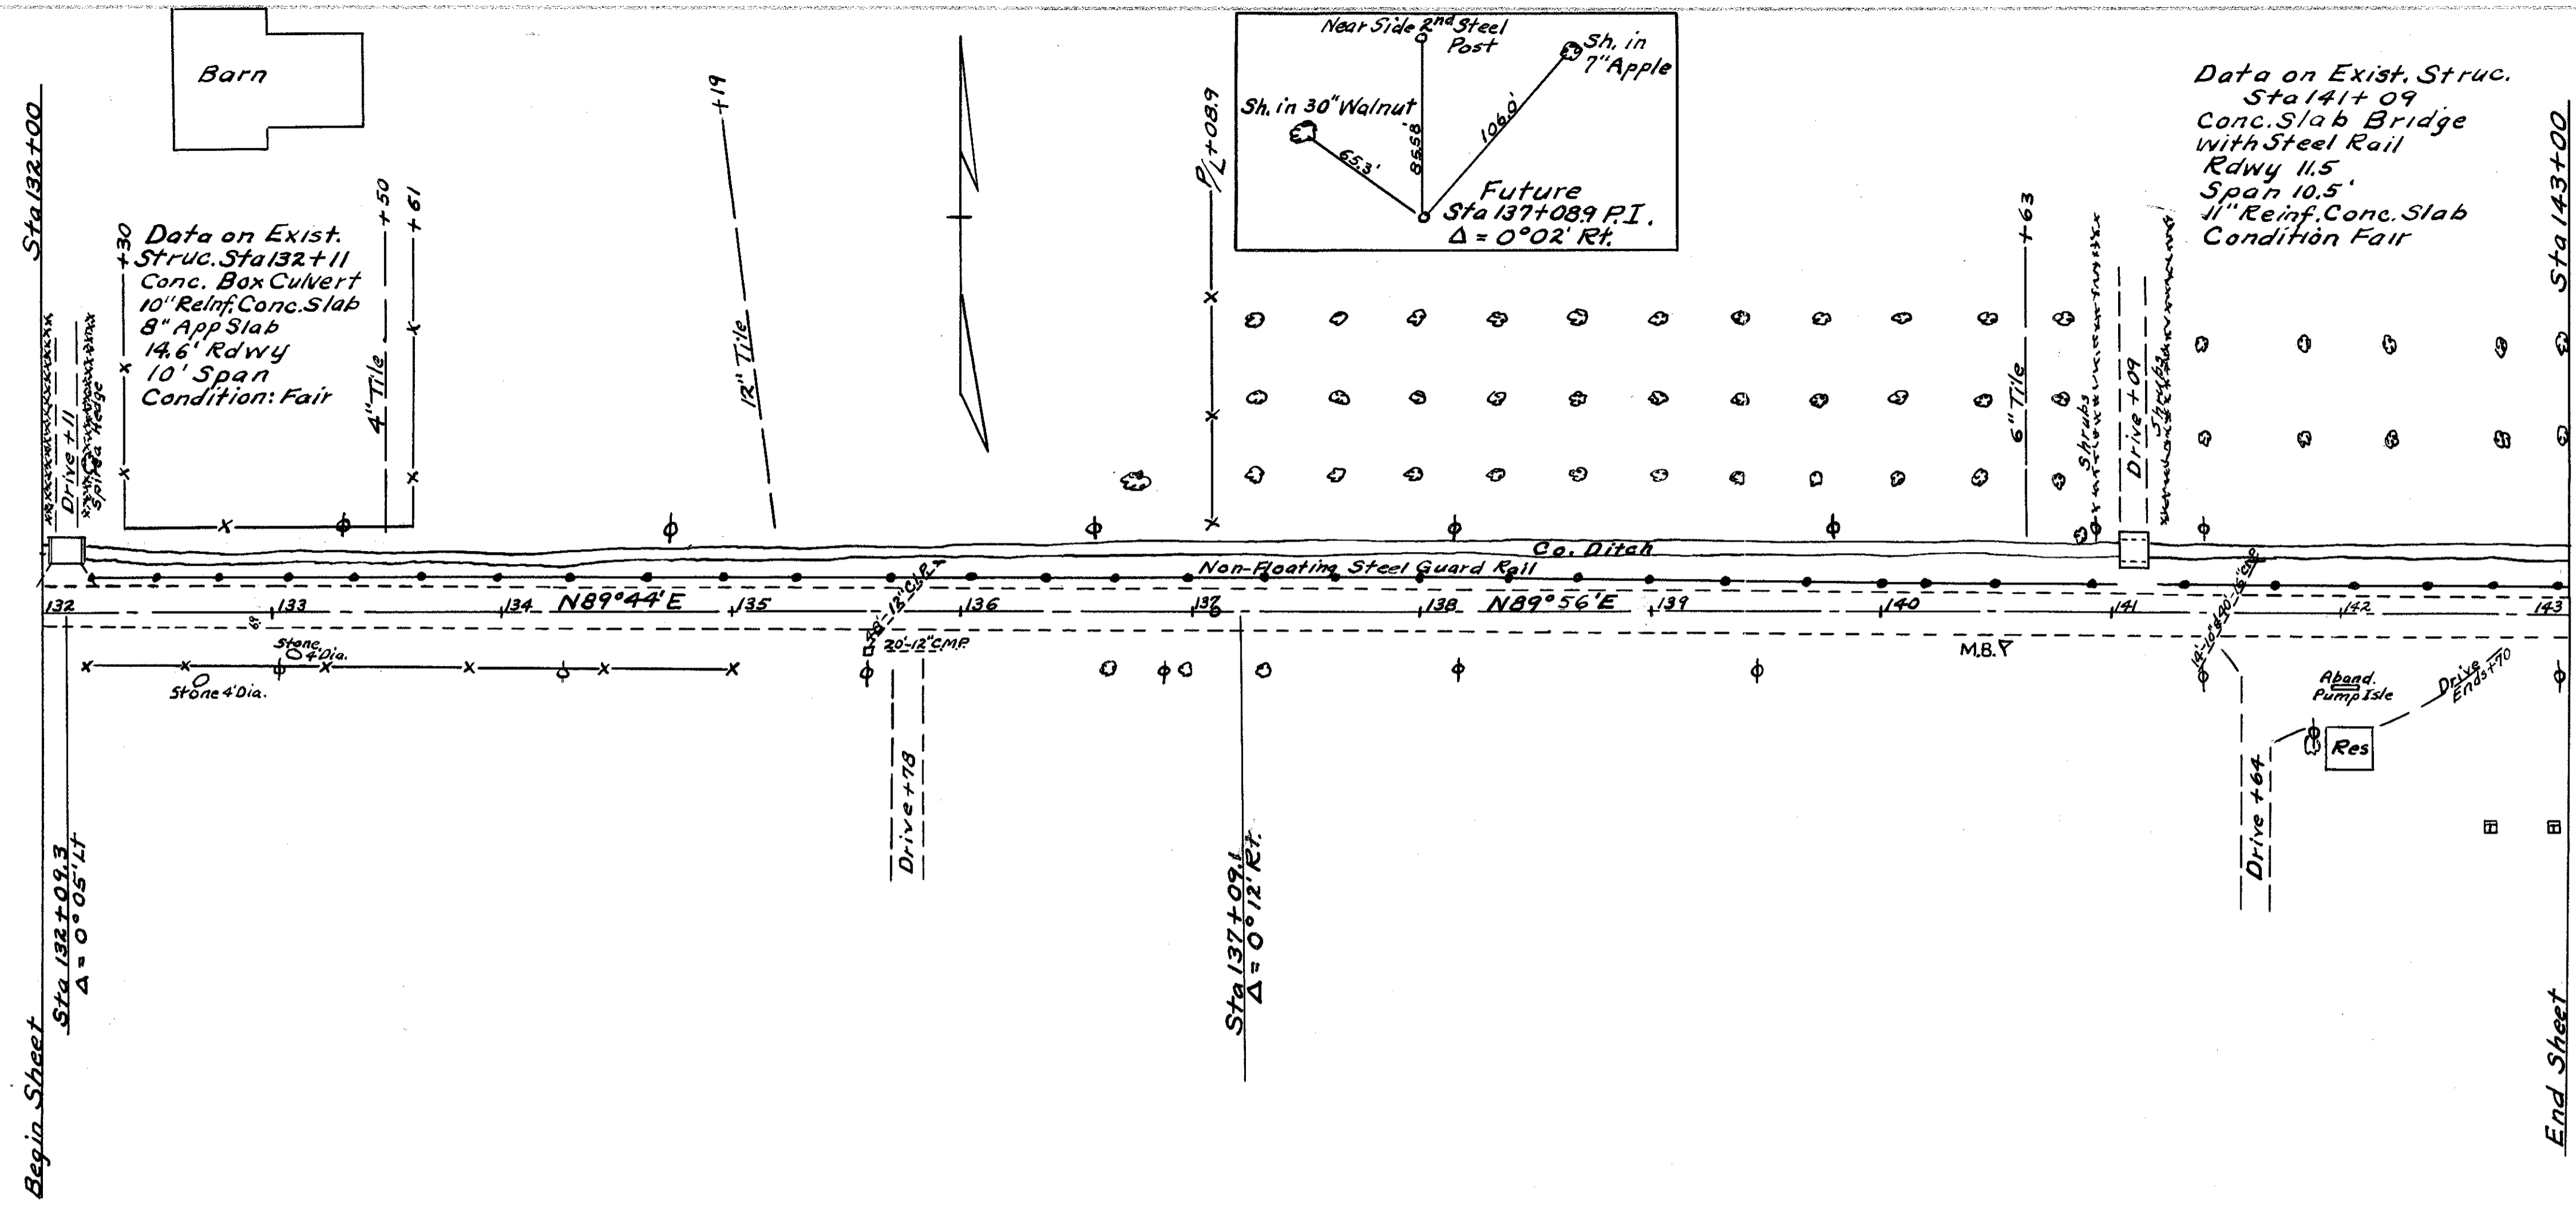 Sta 132+00
Barn
+30
Data on Exist.
Struc. Sta 132+11
Conc. Box Culvert
10" Reinf. Conc. Slab
8" App Slab
14.6' Rdwy
10' Span
Condition: Fair
+50
+61
4" Tile
Drive +11
Spirea Hedge
+19
12" Tile
P/L +08.9
Near Side 2nd Steel
Post
Sh. in
7" Apple
Sh. in 30" Walnut
65.3'
85.58'
106.0'
Future
Sta 137+08.9 P.I.
Δ = 0°02' Rt.
+63
6" Tile
Shrubs
Drive +09
Shrubs
Data on Exist. Struc.
Sta 141+09
Conc. Slab Bridge
with Steel Rail
Rdwy 11.5
Span 10.5'
11" Reinf. Conc. Slab
Condition Fair
Sta 143+00
Co. Ditch
Non-Floating Steel Guard Rail
132
133
134
N89°44'E
135
136
137
138
N89°56'E
139
140
141
142
143
20'-12" C.M.P.
Stone
4' Dia.
Stone 4' Dia.
M.B.
Drive +78
Aband.
Pump Isle
Drive
Ends +70
Res
Drive +64
Sta 132+09.3
Δ = 0°05' Lt
Sta 137+09.1
Δ = 0°12' Rt.
Begin Sheet
End Sheet